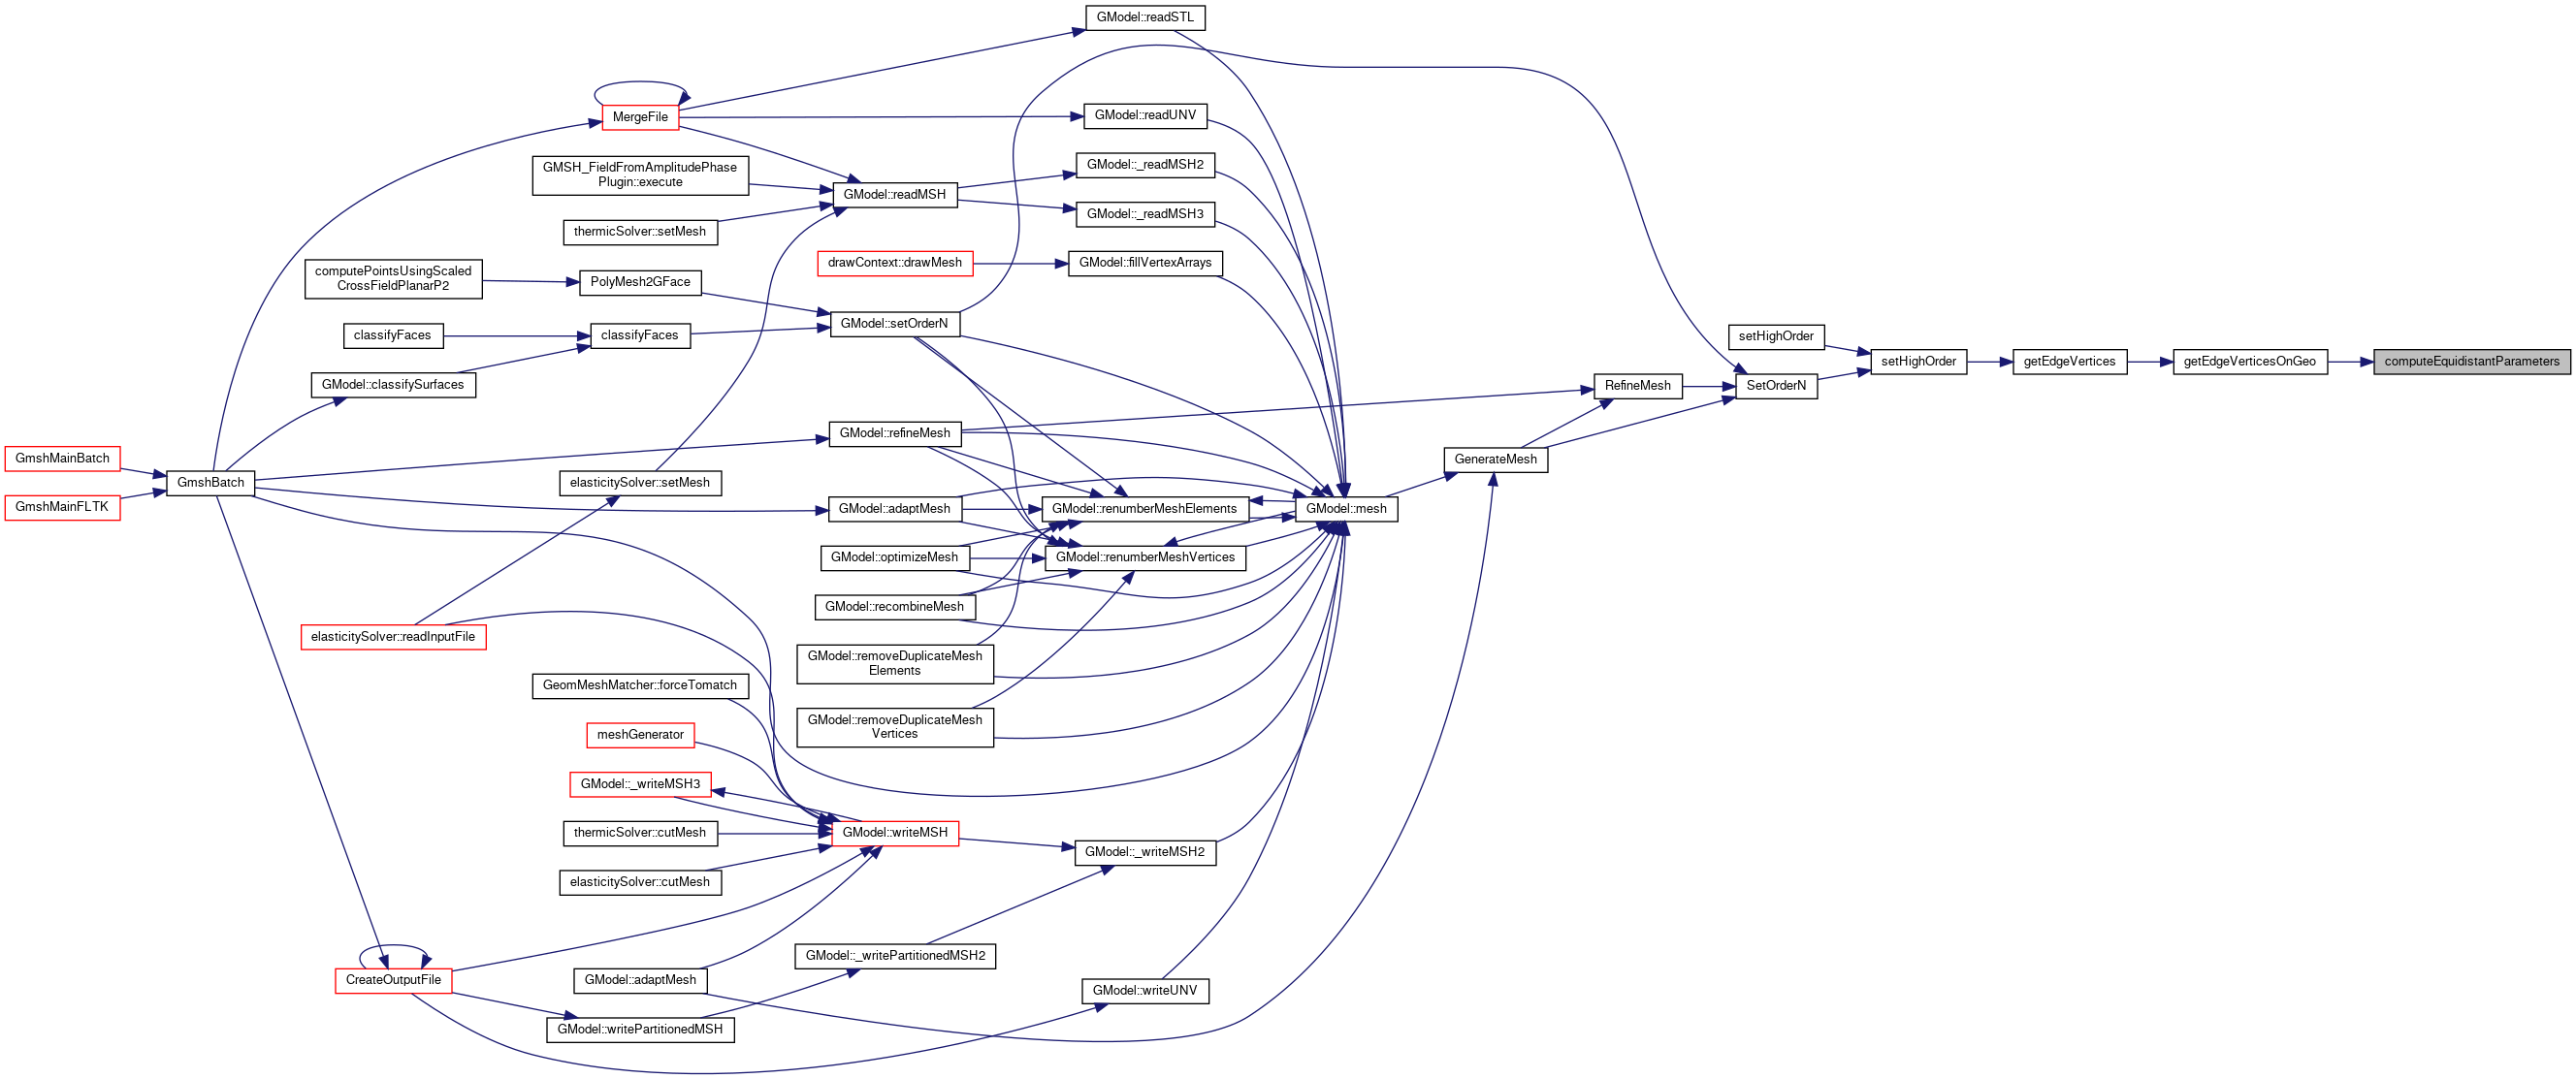 GModel::readSTL
MergeFile
GModel::readUNV
GMSH_FieldFromAmplitudePhase
Plugin::execute
GModel::readMSH
GModel::_readMSH2
thermicSolver::setMesh
GModel::_readMSH3
drawContext::drawMesh
GModel::fillVertexArrays
computePointsUsingScaled
CrossFieldPlanarP2
PolyMesh2GFace
GModel::setOrderN
classifyFaces
classifyFaces
setHighOrder
setHighOrder
getEdgeVertices
getEdgeVerticesOnGeo
computeEquidistantParameters
GModel::classifySurfaces
RefineMesh
SetOrderN
GModel::refineMesh
GmshMainBatch
GenerateMesh
GmshBatch
elasticitySolver::setMesh
GmshMainFLTK
GModel::adaptMesh
GModel::renumberMeshElements
GModel::mesh
GModel::optimizeMesh
GModel::renumberMeshVertices
GModel::recombineMesh
elasticitySolver::readInputFile
GModel::removeDuplicateMesh
Elements
GeomMeshMatcher::forceTomatch
GModel::removeDuplicateMesh
Vertices
meshGenerator
GModel::_writeMSH3
thermicSolver::cutMesh
GModel::writeMSH
GModel::_writeMSH2
elasticitySolver::cutMesh
GModel::_writePartitionedMSH2
CreateOutputFile
GModel::adaptMesh
GModel::writeUNV
GModel::writePartitionedMSH